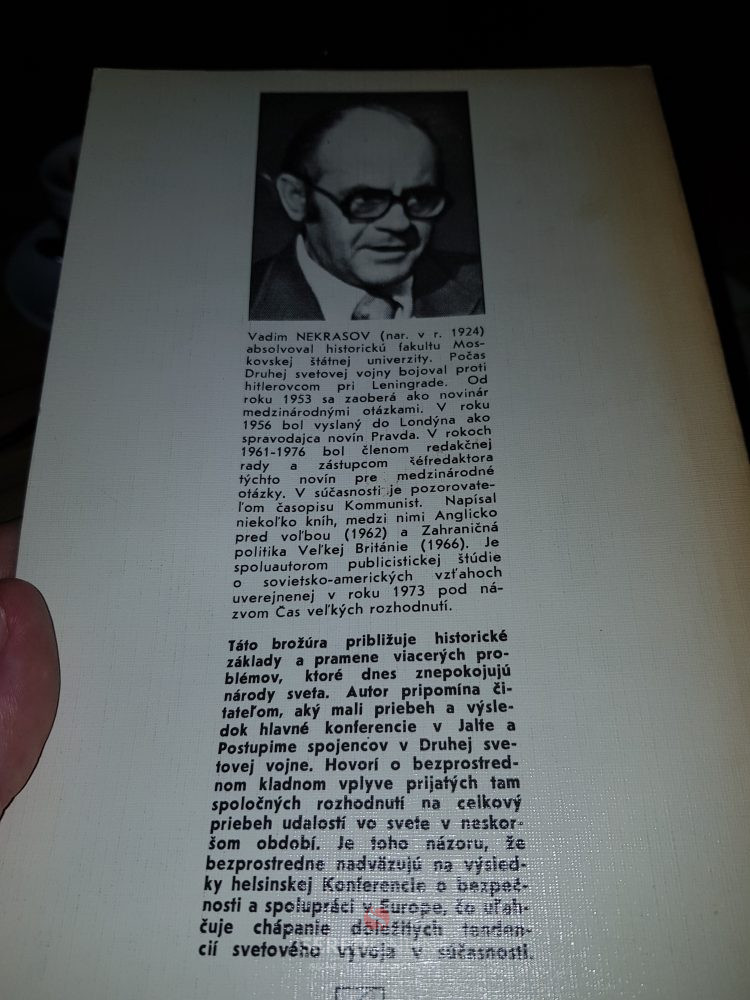 Vadim NEKRASOV (nar. v r. 1924)
absolvoval historickú fakultu Mos-
kovskej štátnej univerzity. Počas
Druhej svetovej vojny bojoval proti
hitlerovcom pri Leningrade. Od
roku 1953 sa zaoberá ako novinár
medzinárodnými otázkami. V roku
1956 bol vyslaný do Londýna ako
spravodajca novín Pravda. V rokoch
1961-1976 bol členom redakčnej
rady a zástupcom šéfredaktora
týchto novín pre medzinárodné
otázky. V súčasnosti je pozorovate-
ľom časopisu Kommunist. Napísal
niekoľko kníh, medzi nimi Anglicko
pred voľbou (1962) a Zahraničná
politika Veľkej Británie (1966). Je
spoluautorom publicistickej štúdie
o sovietsko-amerických vzťahoch
uverejnenej v roku 1973 pod ná-
zvom Čas veľkých rozhodnutí.
Táto brožúra približuje historické
základy a pramene viacerých pro-
blémov, ktoré dnes znepokojujú
národy sveta. Autor pripomína či-
tateľom, aký mali priebeh a výsle-
dok hlavné konferencie v Jalte a
Postupime spojencov v Druhej sve-
tovej vojne. Hovorí o bezprostred-
nom kladnom vplyve prijatých tam
spoločných rozhodnutí na celkový
priebeh udalostí vo svete v neskor-
šom období. Je toho názoru, že
bezprostredne nadväzujú na výsled-
ky helsinskej Konferencie o bezpeč-
nosti a spolupráci v Europe, čo uľah-
čuje chápanie dôležitých tenden-
cií svetového vývoja v súčasnosti.